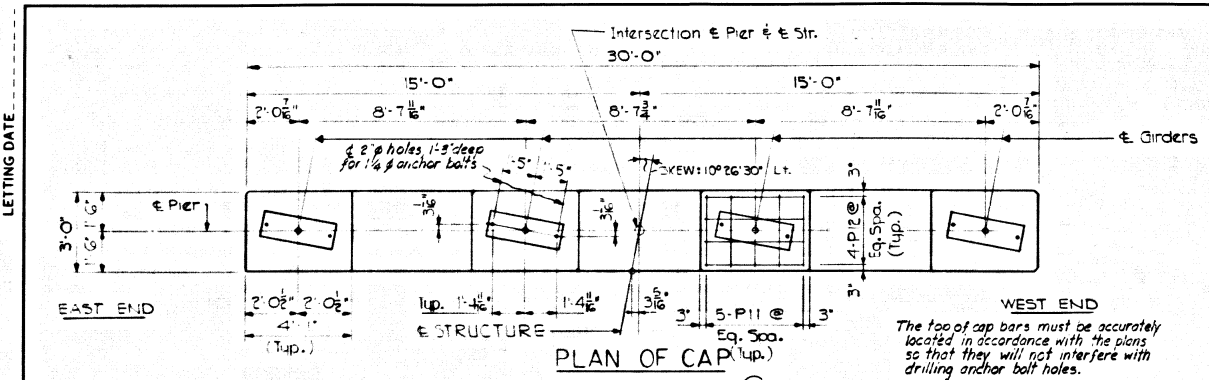 LETTING DATE
Intersection ℄ Pier & ℄ Str.
30'-0"
15'-0" 15'-0"
2'-0 7/16" 8'-7 11/16" 8'-7 3/4" 8'-7 11/16" 2'-0 7/16"
℄ Girders
℄ 2"ø holes, 1'-3" deep
for 1 1/4 ø anchor bolts
1'-5" 1'-5"
SKEW: 10°26'30" Lt.
3"
℄ Pier
3'-0"
1'-6" 1'-6"
4-P12 @
Eq. Spa.
(Typ.)
3"
EAST END
2'-0 1/2" 2'-0 1/2"
4'-1"
(Typ.)
Typ. 1'-4 11/16" 1'-4 11/16" 3 5/16"
℄ STRUCTURE
3" 5-P11 @ 3"
Eq. Spa.
(Typ.)
PLAN OF CAP
WEST END
The top of cap bars must be accurately
located in accordance with the plans
so that they will not interfere with
drilling anchor bolt holes.